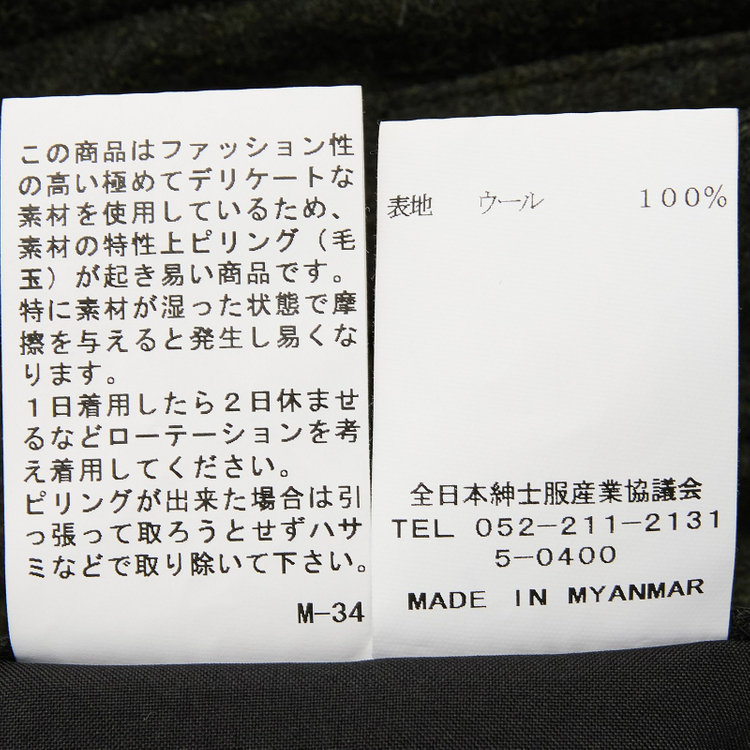 この商品はファッション性
の高い極めてデリケートな
素材を使用しているため、
素材の特性上ピリング（毛
玉）が起き易い商品です。
特に素材が湿った状態で摩
擦を与えると発生し易くな
ります。
１日着用したら２日休ませ
るなどローテーションを考
え着用してください。
ピリングが出来た場合は引
っ張って取ろうとせずハサ
ミなどで取り除いて下さい。
M-34
表地 ウール 100%
全日本紳士服産業協議会
TEL 052-211-2131
5-0400
MADE IN MYANMAR